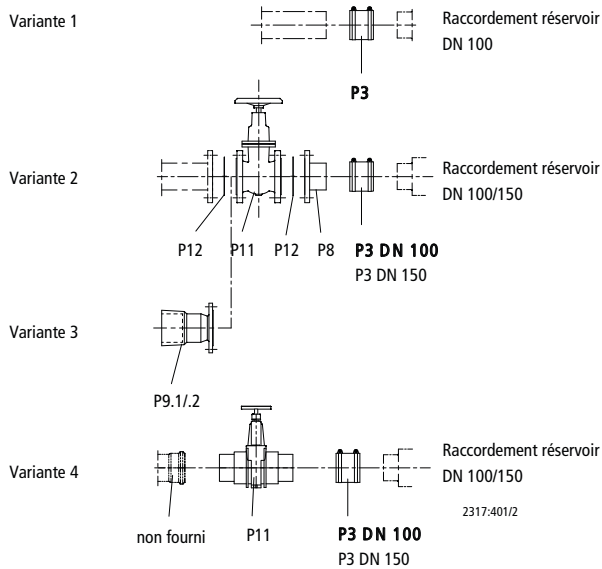 Variante 1
Raccordement réservoir
DN 100
P3
Variante 2
Raccordement réservoir
DN 100/150
P12
P11
P12
P8
P3 DN 100
P3 DN 150
Variante 3
P9.1/.2
Variante 4
Raccordement réservoir
DN 100/150
2317:401/2
non fourni
P11
P3 DN 100
P3 DN 150